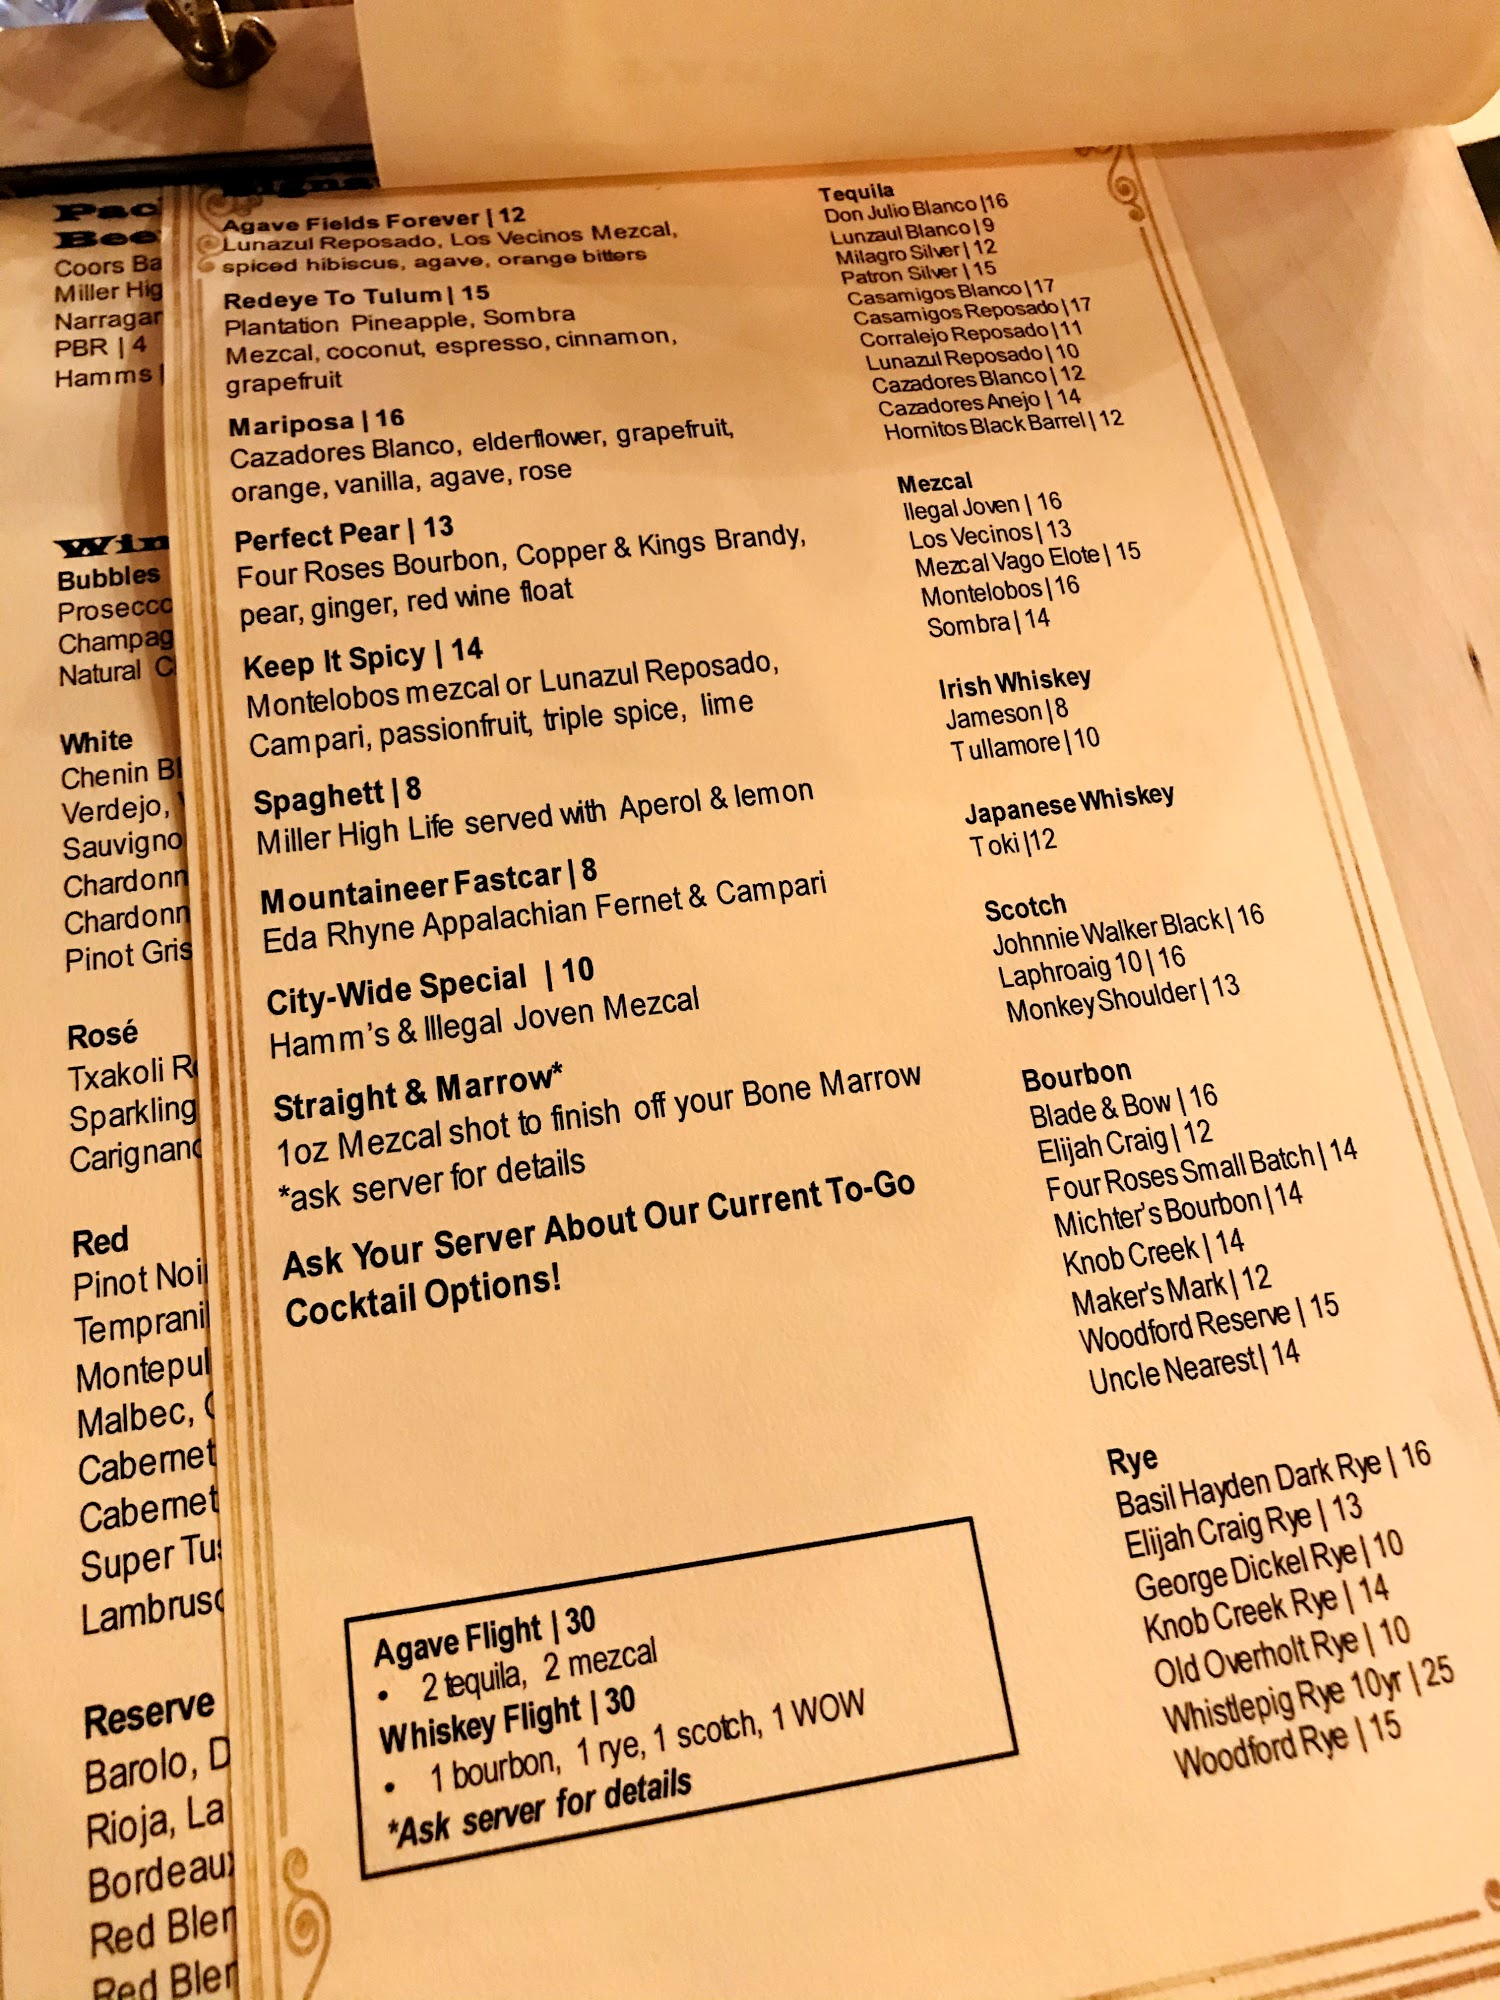 Pac
Bee
Coors Ba
Miller Hig
Narragan
PBR | 4
Hamms |
Win
Bubbles
Prosecco
Champag
Natural C
White
Chenin Bl
Verdejo,
Sauvigno
Chardonn
Chardonn
Pinot Gris
Rosé
Txakoli R
Sparkling
Carignan
Red
Pinot Noi
Tempranil
Montepul
Malbec,
Cabernet
Cabernet
Super Tus
Lambrusc
Reserve
Barolo, D
Rioja, La
Bordeaux
Red Blen
Red Blen
Agave Fields Forever | 12
Lunazul Reposado, Los Vecinos Mezcal,
spiced hibiscus, agave, orange bitters
Redeye To Tulum | 15
Plantation Pineapple, Sombra
Mezcal, coconut, espresso, cinnamon,
grapefruit
Mariposa | 16
Cazadores Blanco, elderflower, grapefruit,
orange, vanilla, agave, rose
Perfect Pear | 13
Four Roses Bourbon, Copper & Kings Brandy,
pear, ginger, red wine float
Keep It Spicy | 14
Montelobos mezcal or Lunazul Reposado,
Campari, passionfruit, triple spice, lime
Spaghett | 8
Miller High Life served with Aperol & lemon
Mountaineer Fastcar | 8
Eda Rhyne Appalachian Fernet & Campari
City-Wide Special | 10
Hamm's & Illegal Joven Mezcal
Straight & Marrow*
1oz Mezcal shot to finish off your Bone Marrow
*ask server for details
Ask Your Server About Our Current To-Go
Cocktail Options!
Agave Flight | 30
• 2 tequila, 2 mezcal
Whiskey Flight | 30
• 1 bourbon, 1 rye, 1 scotch, 1 WOW
*Ask server for details
Tequila
Don Julio Blanco |16
Lunzaul Blanco | 9
Milagro Silver | 12
Patron Silver | 15
Casamigos Blanco | 17
Casamigos Reposado | 17
Corralejo Reposado | 11
Lunazul Reposado | 10
Cazadores Blanco | 12
Cazadores Anejo | 14
Hornitos Black Barrel | 12
Mezcal
Ilegal Joven | 16
Los Vecinos | 13
Mezcal Vago Elote | 15
Montelobos | 16
Sombra | 14
Irish Whiskey
Jameson | 8
Tullamore | 10
Japanese Whiskey
Toki |12
Scotch
Johnnie Walker Black | 16
Laphroaig 10 | 16
Monkey Shoulder | 13
Bourbon
Blade & Bow | 16
Elijah Craig | 12
Four Roses Small Batch | 14
Michter's Bourbon | 14
Knob Creek | 14
Maker's Mark | 12
Woodford Reserve | 15
Uncle Nearest | 14
Rye
Basil Hayden Dark Rye | 16
Elijah Craig Rye | 13
George Dickel Rye | 10
Knob Creek Rye | 14
Old Overholt Rye | 10
Whistlepig Rye 10yr | 25
Woodford Rye | 15